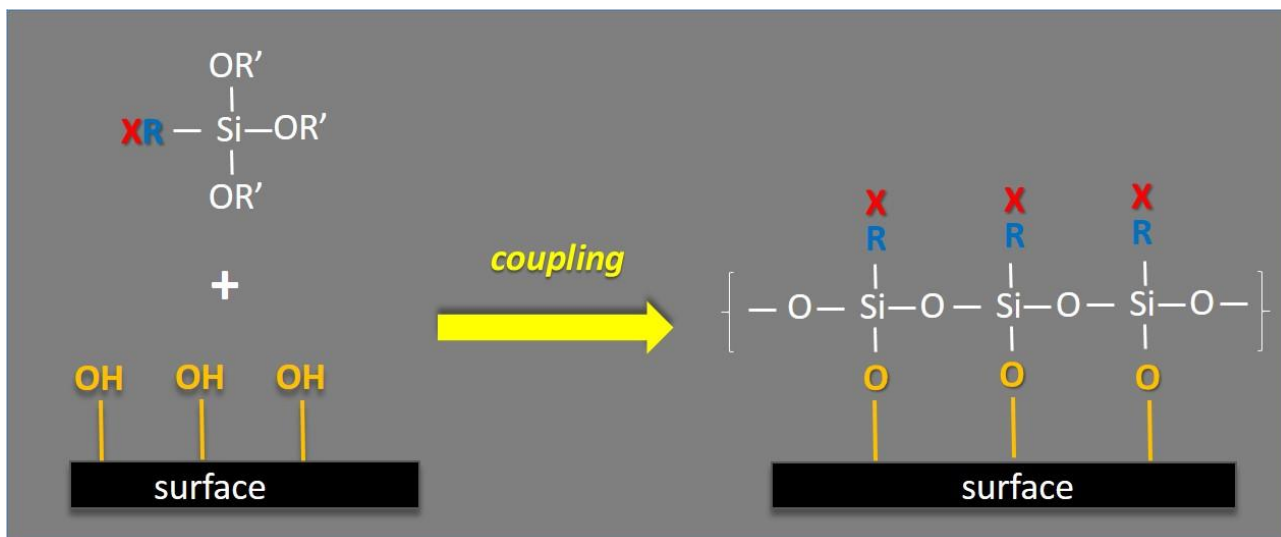 OR’
XR — Si — OR’
OR’
+
OH OH OH
surface
coupling
X X X
R R R
— O — Si — O — Si — O — Si — O —
O O O
surface